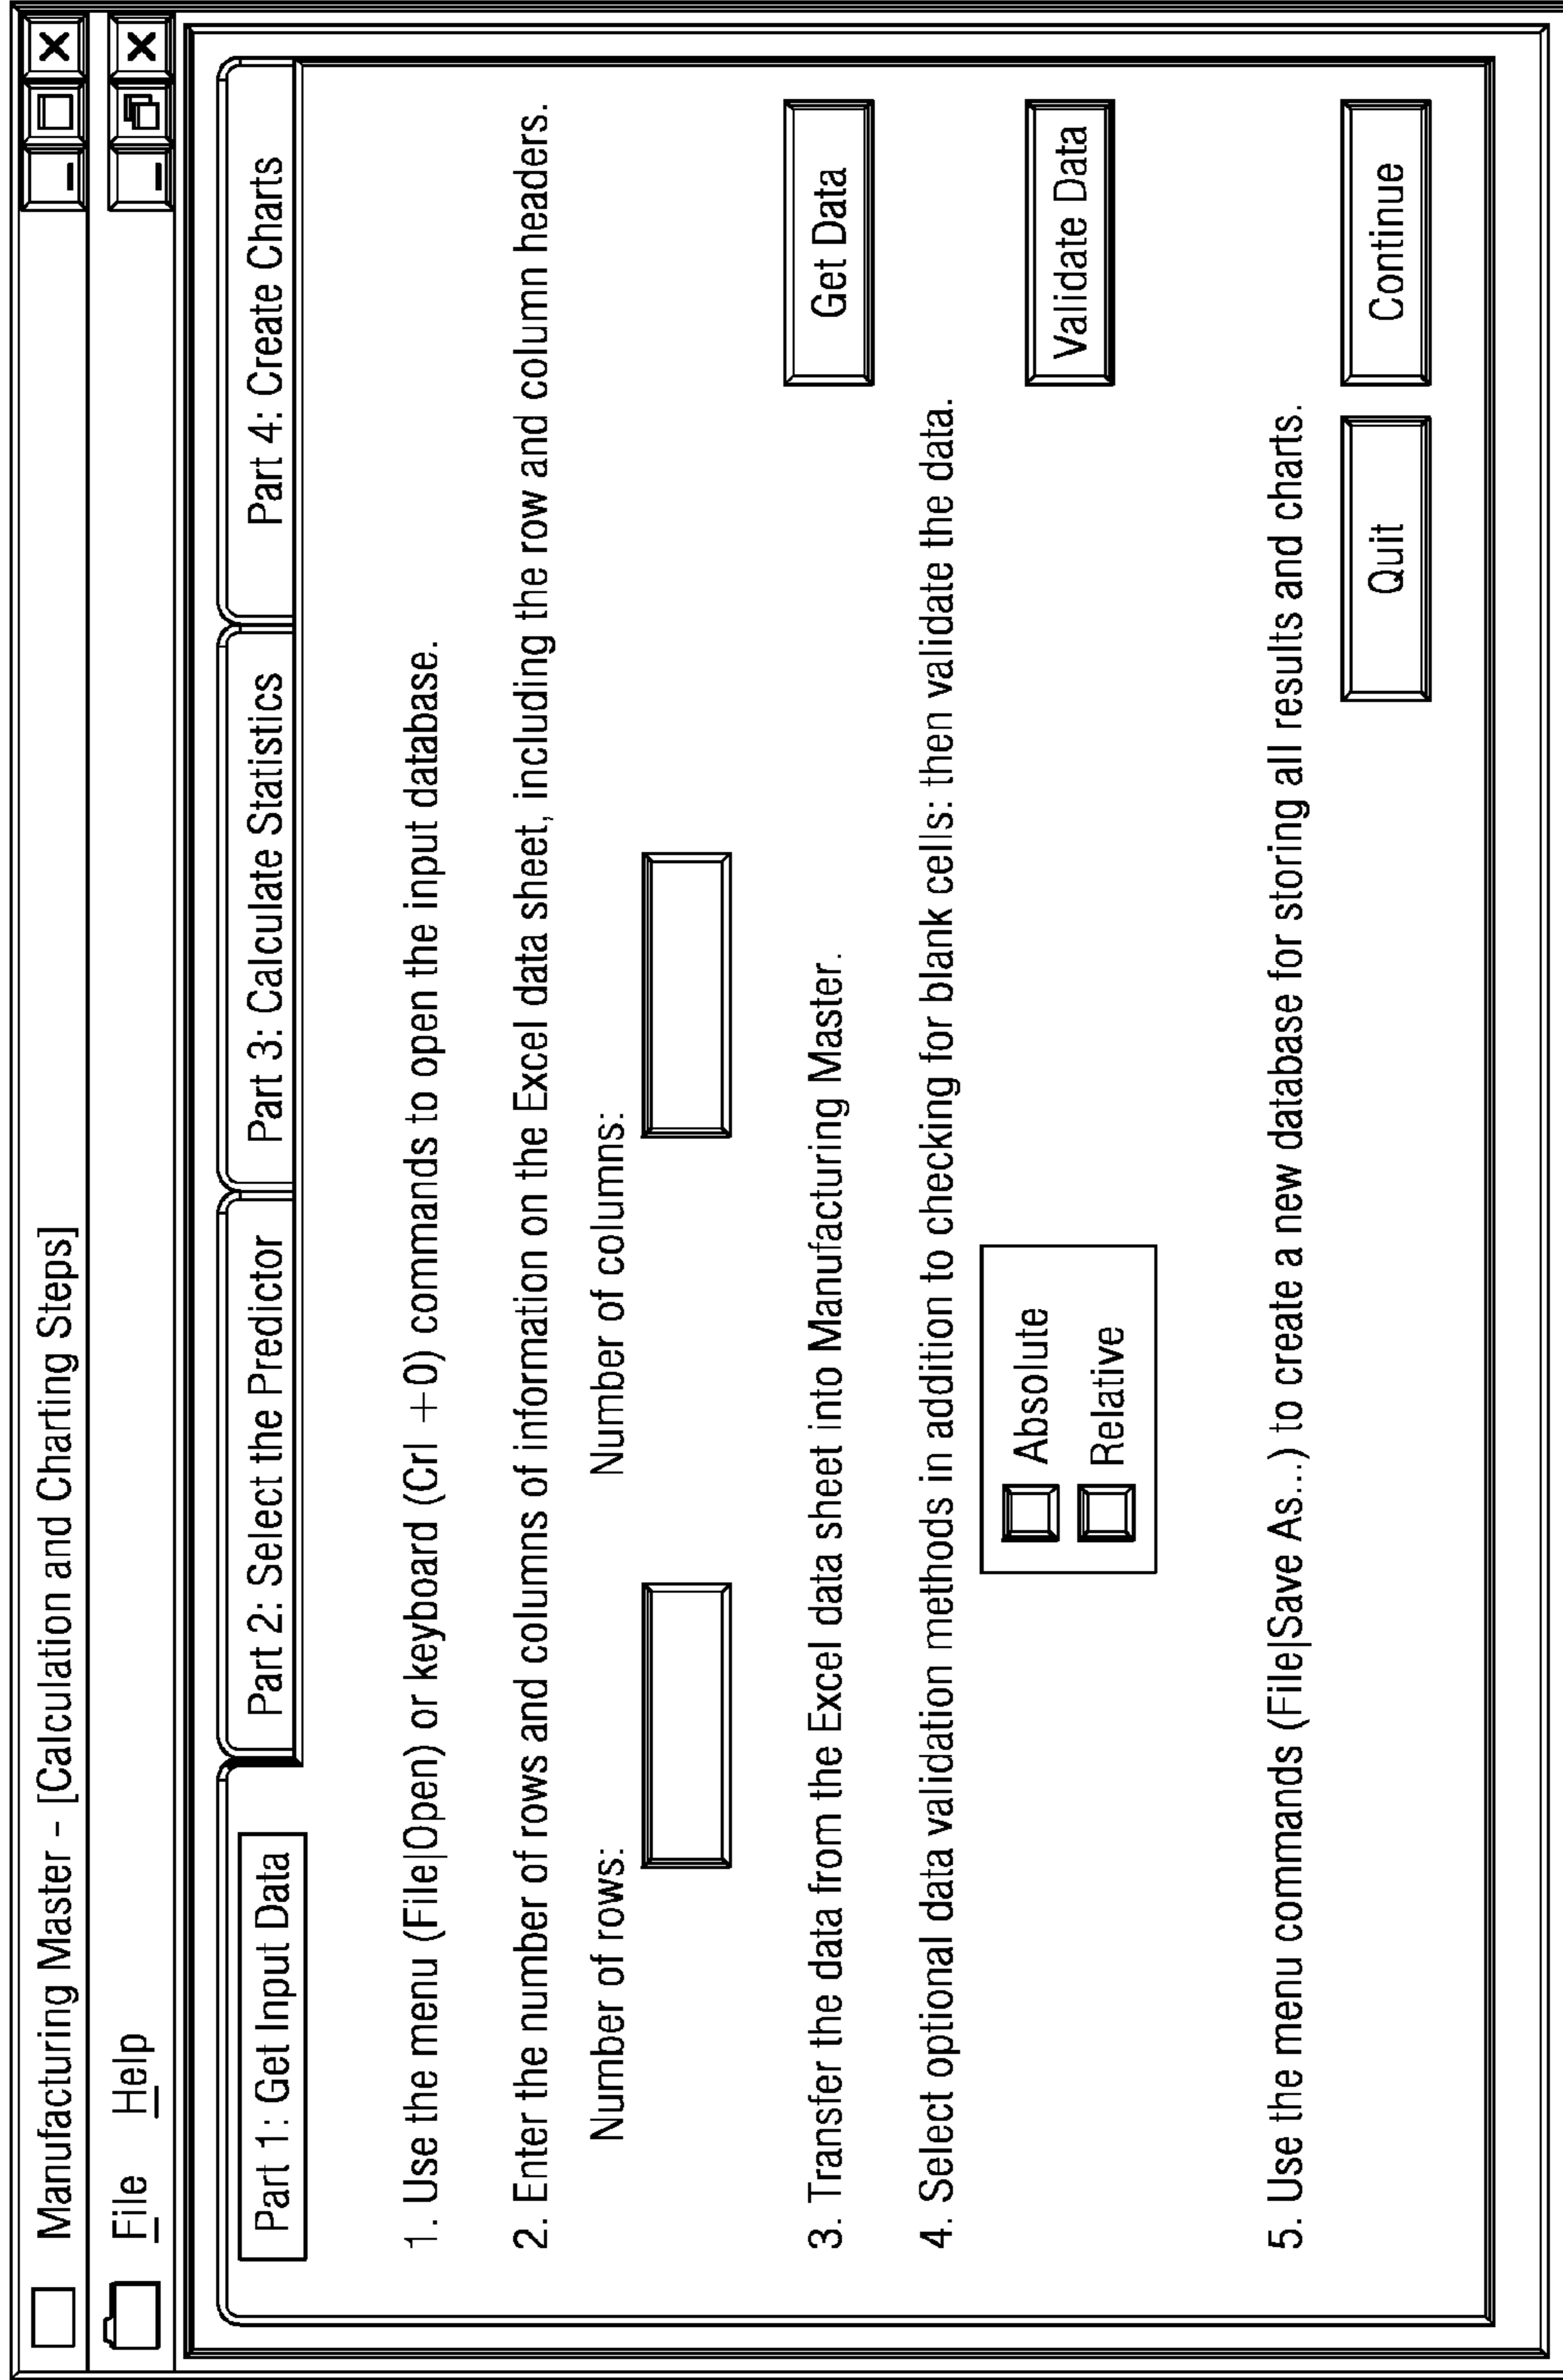 Manufacturing Master – [Calculation and Charting Steps]
File Help
Part 1: Get Input Data Part 2: Select the Predictor Part 3: Calculate Statistics Part 4: Create Charts
1. Use the menu (File|Open) or keyboard (Crl +0) commands to open the input database.
2. Enter the number of rows and columns of information on the Excel data sheet, including the row and column headers.
Number of rows: Number of columns:
3. Transfer the data from the Excel data sheet into Manufacturing Master.
Get Data
4. Select optional data validation methods in addition to checking for blank cells: then validate the data.
Absolute
Relative
Validate Data
5. Use the menu commands (File|Save As...) to create a new database for storing all results and charts.
Quit Continue